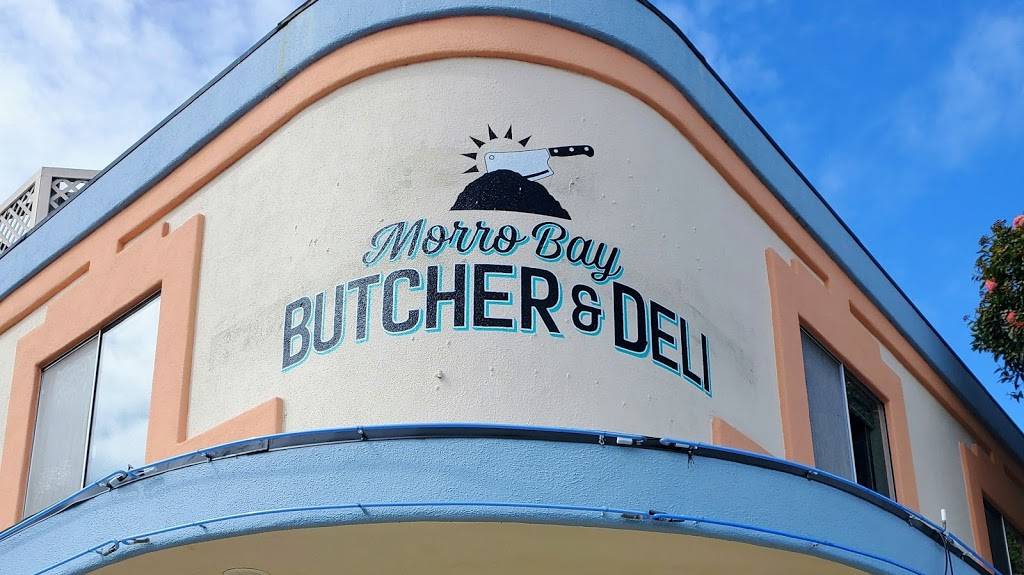 Morro Bay
BUTCHER & DELI